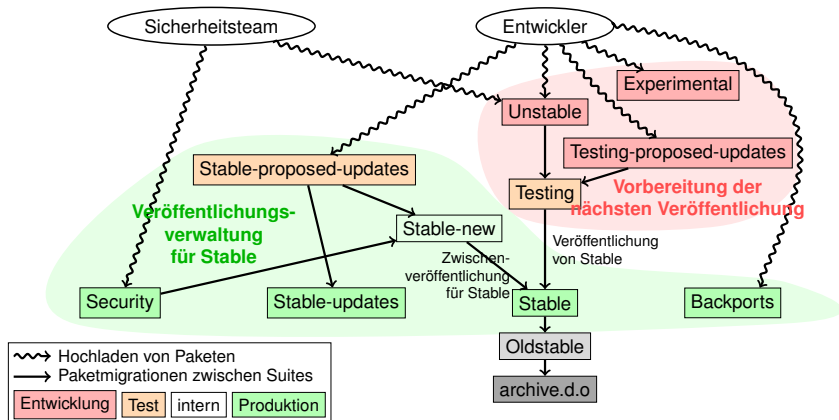 Sicherheitsteam
Entwickler
Experimental
Unstable
Testing-proposed-updates
Stable-proposed-updates
Testing
Vorbereitung der
nächsten Veröffentlichung
Veröffentlichungs-
verwaltung
für Stable
Stable-new
Veröffentlichung
von Stable
Zwischen-
veröffentlichung
für Stable
Security
Stable-updates
Stable
Backports
Oldstable
archive.d.o
Hochladen von Paketen
Paketmigrationen zwischen Suites
Entwicklung Test intern Produktion